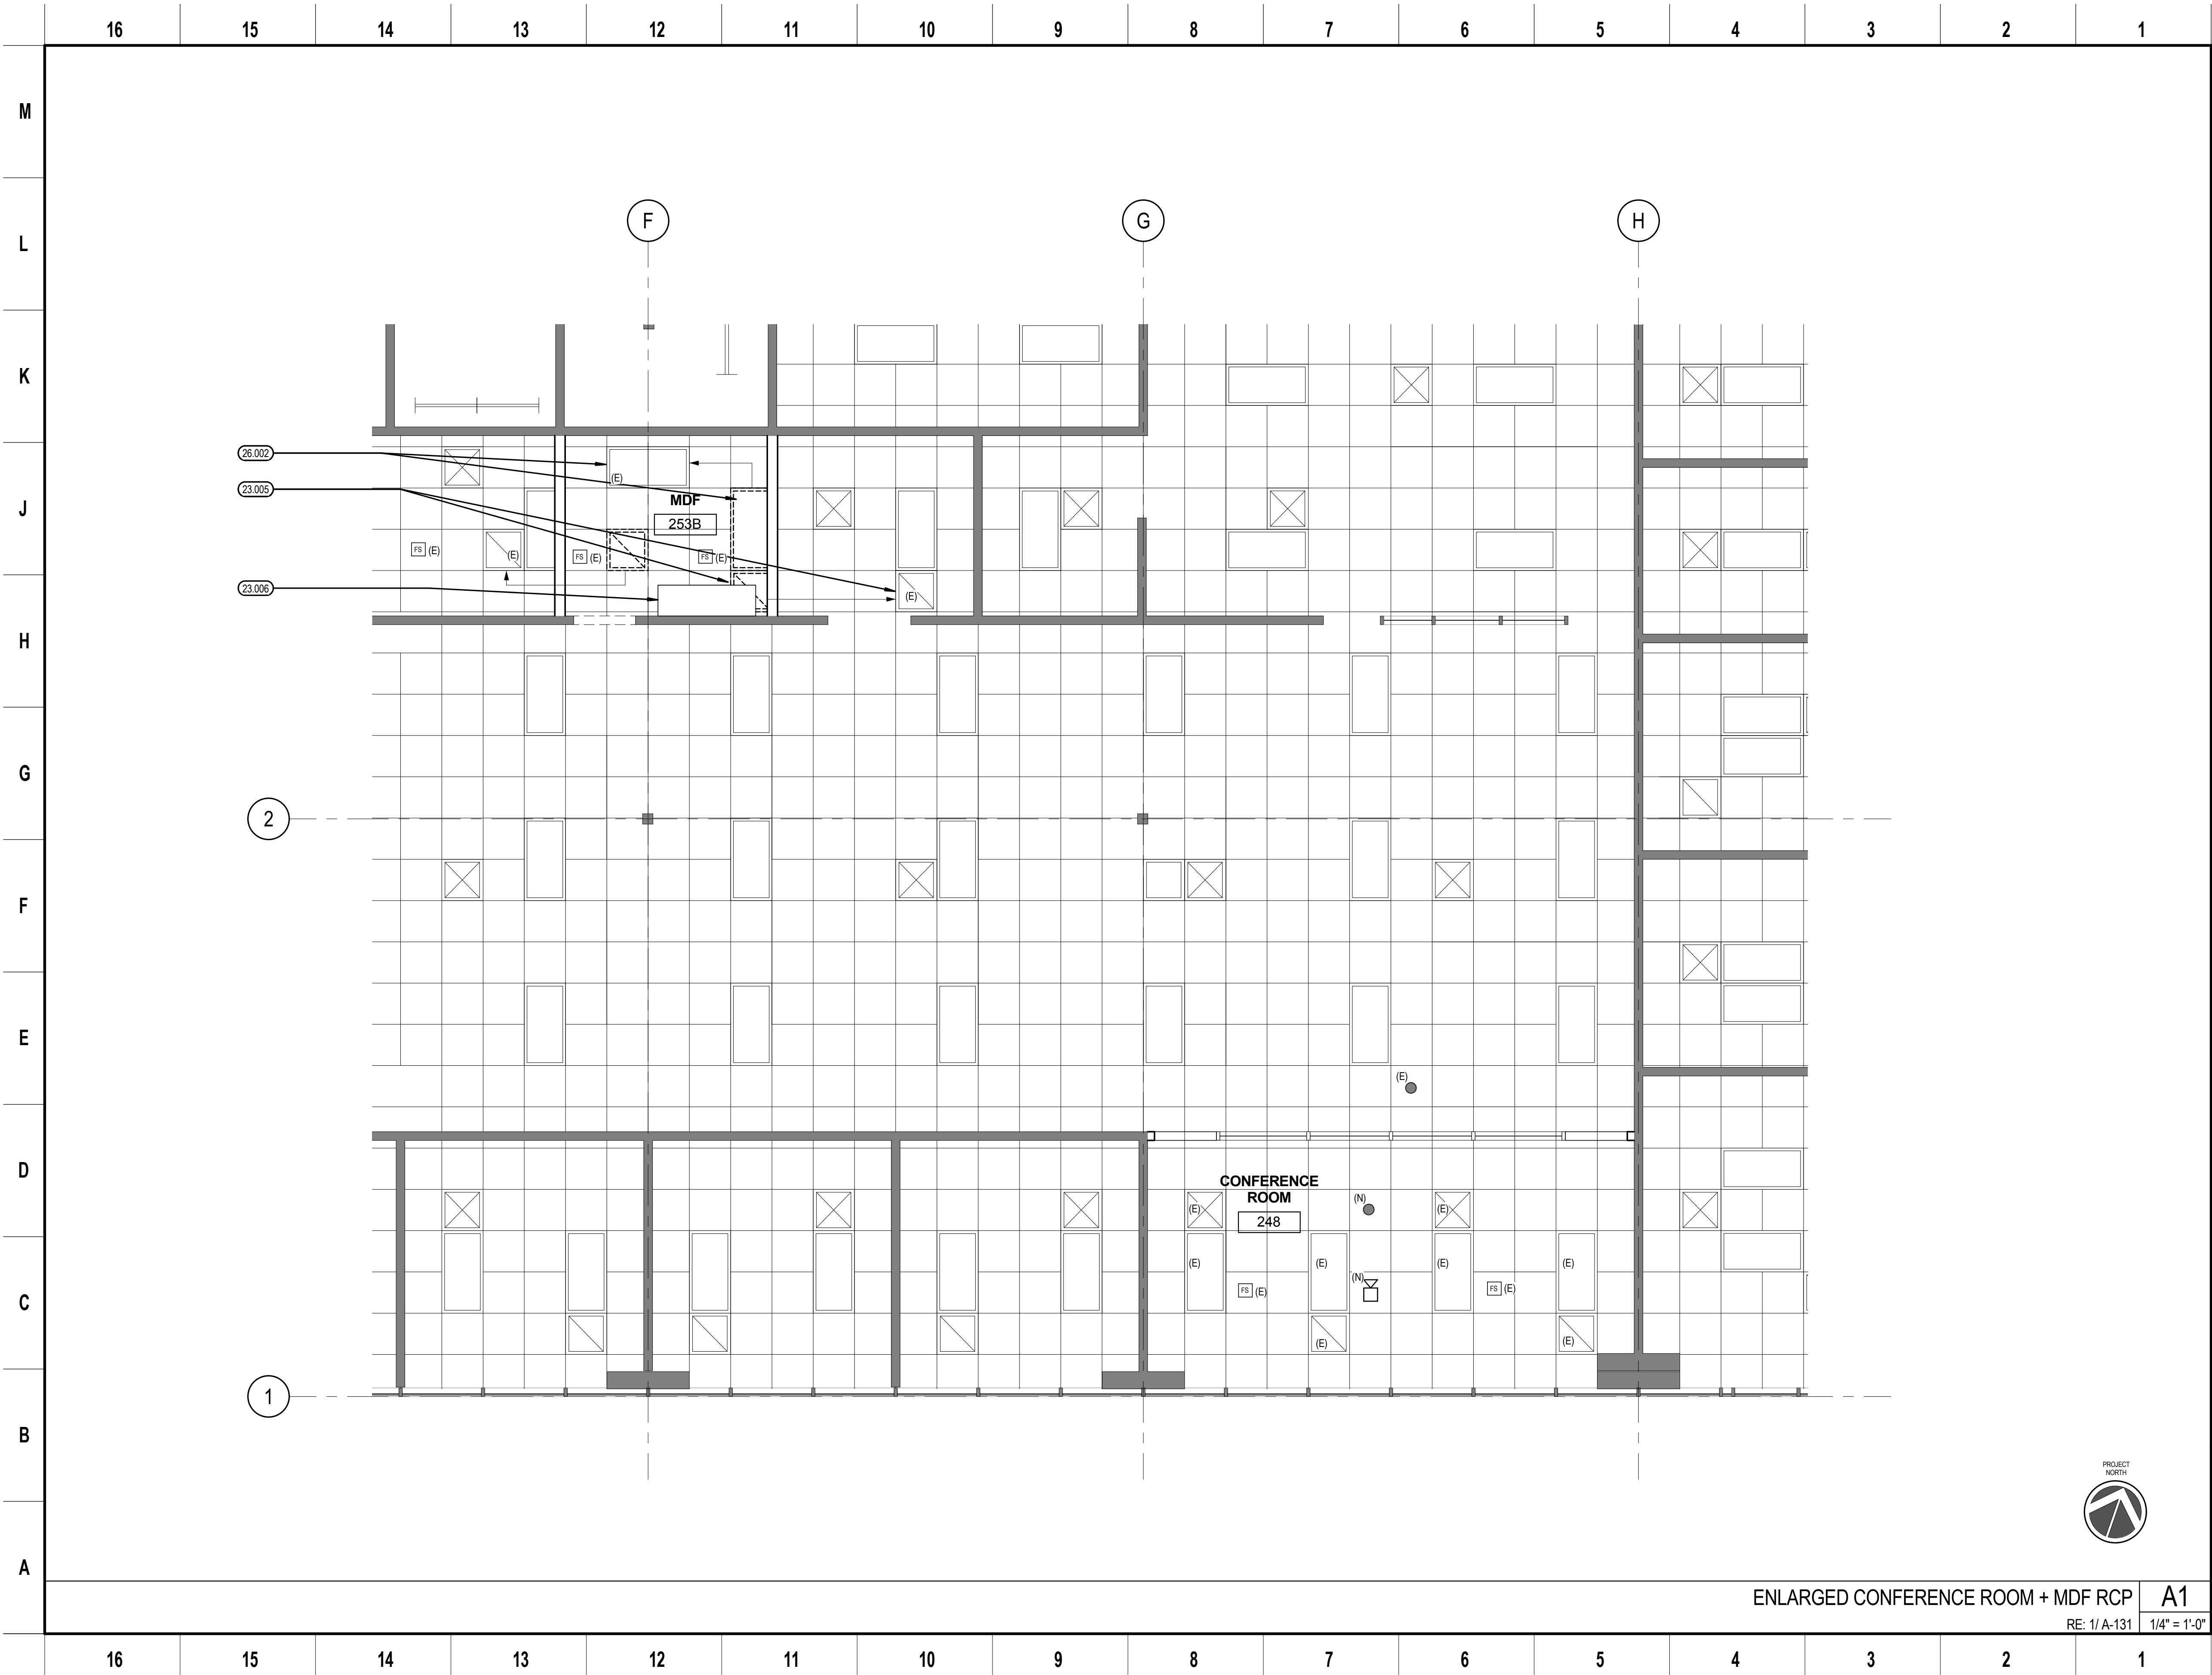 16 15 14 13 12 11 10 9 8 7 6 5 4 3 2 1
M
L
F G H
K
26.002
(E)
23.005
MDF
J
253B
FS (E)
(E)
FS (E)
FS (E)
23.006
(E)
H
G
2
F
E
(E)
D
CONFERENCE
ROOM
(N)
(E)
(E)
248
(E)
(E)
(E)
(E)
(N)
FS (E)
FS (E)
C
(E)
(E)
1
B
PROJECT
NORTH
A
ENLARGED CONFERENCE ROOM + MDF RCP A1
RE: 1/ A-131 1/4" = 1'-0"
16 15 14 13 12 11 10 9 8 7 6 5 4 3 2 1